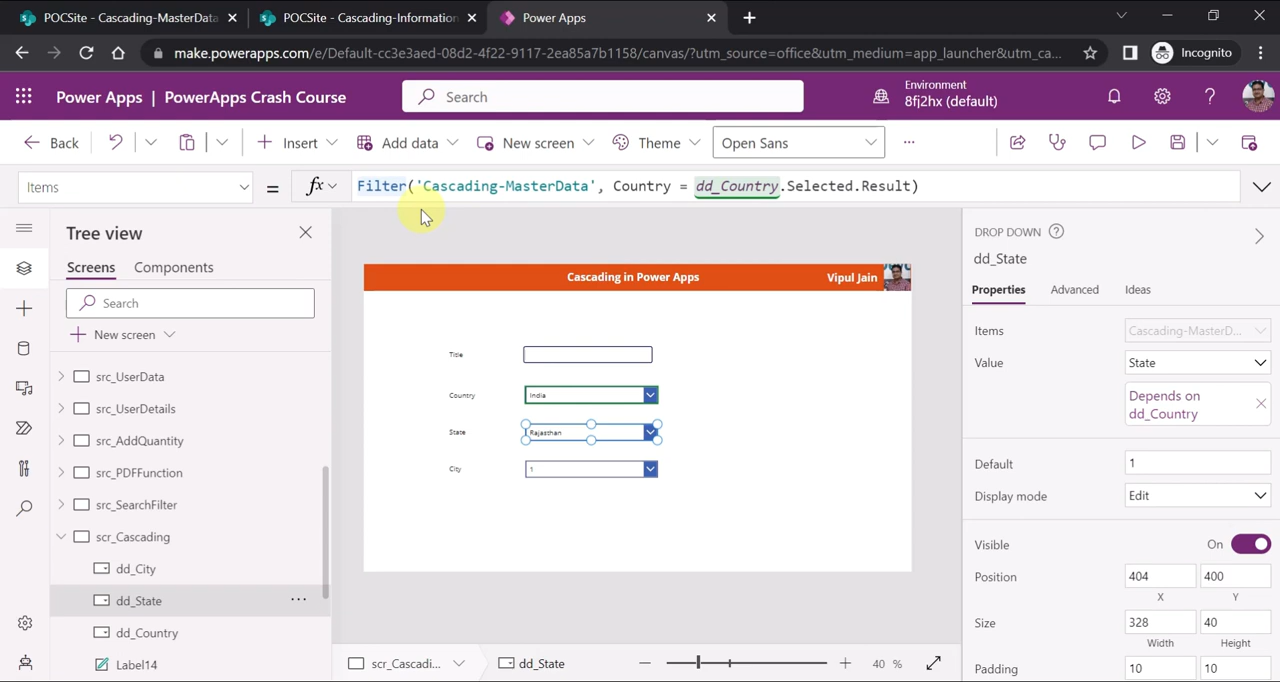 POCSite - Cascading-MasterData
POCSite - Cascading-Information
Power Apps
make.powerapps.com/e/Default-cc3e3aed-08d2-4f22-9117-2ea85a7b1158/canvas/?utm_source=office&utm_medium=app_launcher&utm_ca...
Incognito
Power Apps | PowerApps Crash Course
Search
Environment
8fj2hx (default)
Back
Insert
Add data
New screen
Theme
Open Sans
Items
= fx
Filter('Cascading-MasterData', Country = dd_Country.Selected.Result)
Tree view
Screens
Components
Search
New screen
src_UserData
src_UserDetails
src_AddQuantity
src_PDFFunction
src_SearchFilter
scr_Cascading
dd_City
dd_State
dd_Country
Label14
Cascading in Power Apps
Vipul Jain
Title
Country
India
State
Rajasthan
City
1
scr_Cascadi...
dd_State
40 %
DROP DOWN
dd_State
Properties
Advanced
Ideas
Items
Cascading-MasterD...
Value
State
Depends on
dd_Country
Default
1
Display mode
Edit
Visible
On
Position
404
400
X
Y
Size
328
40
Width
Height
Padding
10
10